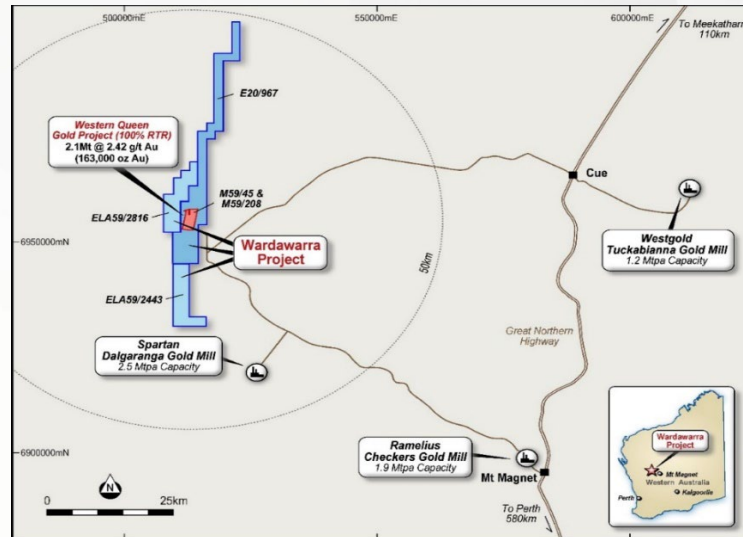 500000mE
550000mE
600000mE
To Meekatharra
110km
E20/967
Western Queen
Gold Project (100% RTR)
2.1Mt @ 2.42 g/t Au
(163,000 oz Au)
M59/45 &
M59/208
Cue
ELA59/2816
6950000mN
Wardawarra
Project
Westgold
Tuckabianna Gold Mill
1.2 Mtpa Capacity
50km
ELA59/2443
Great Northern
Highway
Spartan
Dalgaranga Gold Mill
2.5 Mtpa Capacity
6900000mN
Ramelius
Checkers Gold Mill
1.9 Mtpa Capacity
Mt Magnet
Wardawarra
Project
Mt Magnet
Western Australia
Kalgoorlie
Perth
N
0
25km
To Perth
580km